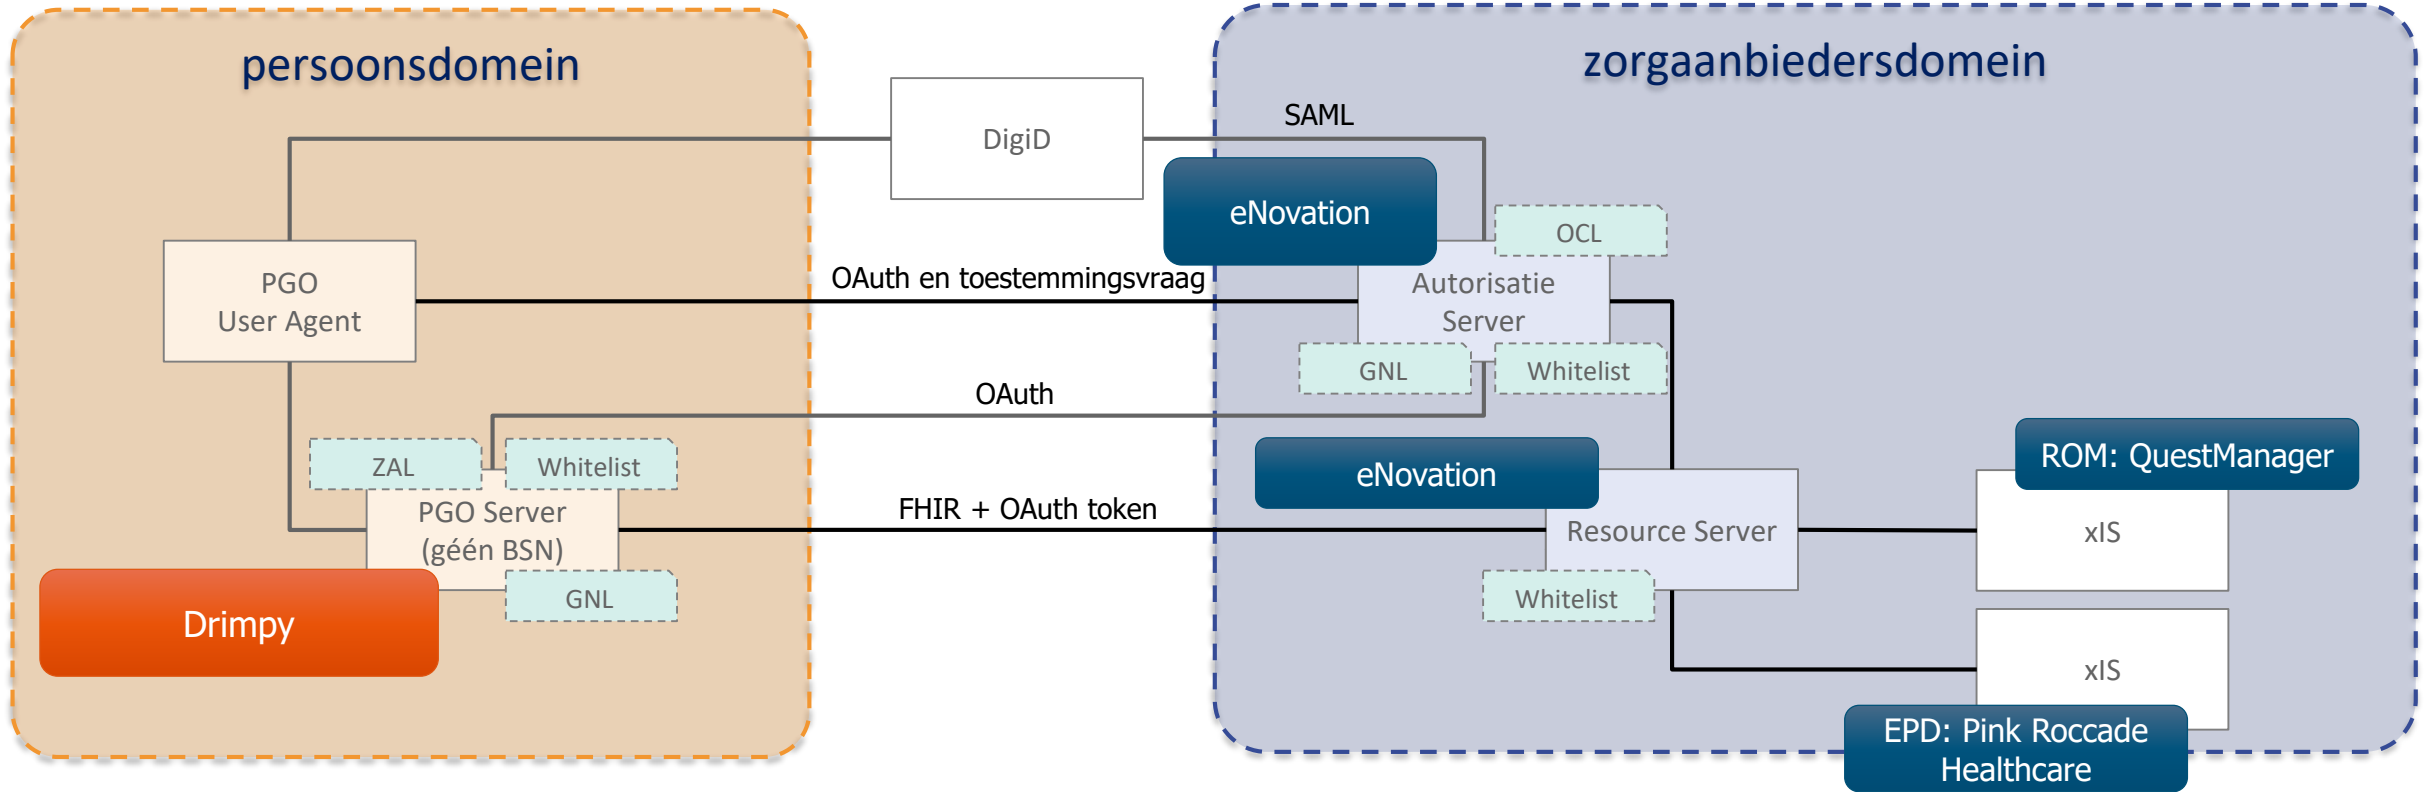 persoonsdomein
zorgaanbiedersdomein
DigiD
SAML
eNovation
OCL
PGO
User Agent
OAuth en toestemmingsvraag
Autorisatie
Server
GNL
Whitelist
OAuth
ZAL
Whitelist
PGO Server
(géén BSN)
GNL
Drimpy
FHIR + OAuth token
eNovation
Resource Server
Whitelist
ROM: QuestManager
xIS
xIS
EPD: Pink Roccade
Healthcare